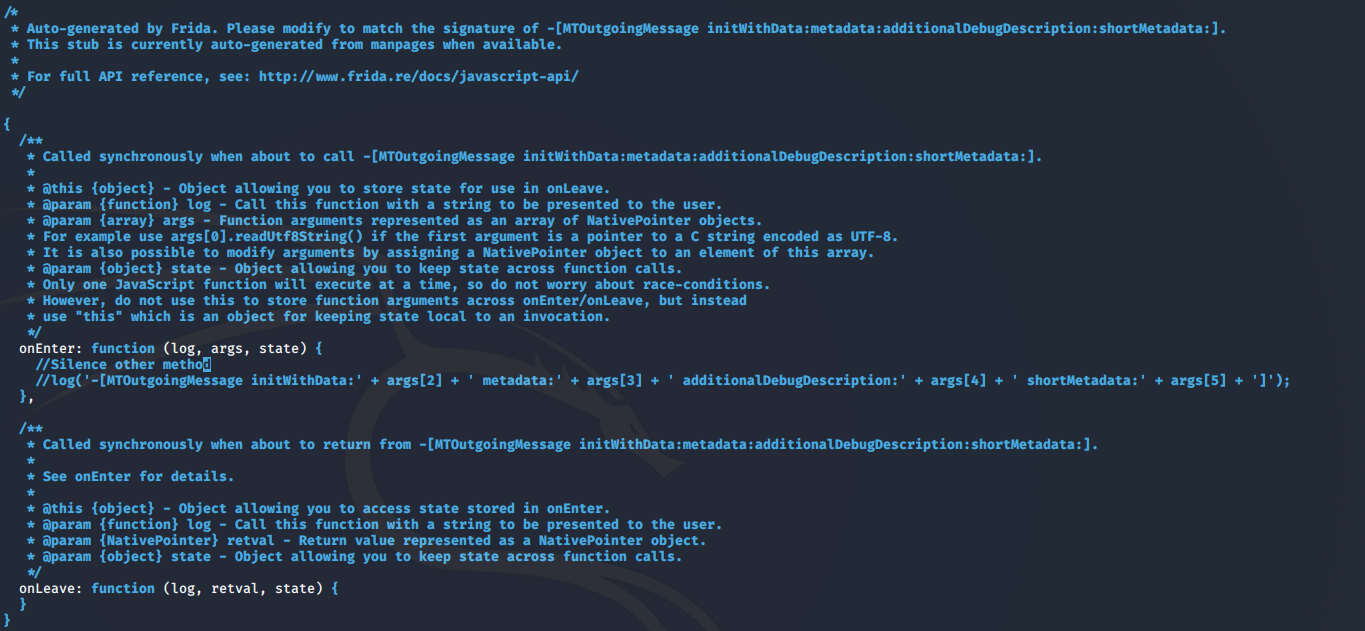 /*
 * Auto-generated by Frida. Please modify to match the signature of -[MTOutgoingMessage initWithData:metadata:additionalDebugDescription:shortMetadata:].
 * This stub is currently auto-generated from manpages when available.
 *
 * For full API reference, see: http://www.frida.re/docs/javascript-api/
 */

{
  /**
   * Called synchronously when about to call -[MTOutgoingMessage initWithData:metadata:additionalDebugDescription:shortMetadata:].
   *
   * @this {object} - Object allowing you to store state for use in onLeave.
   * @param {function} log - Call this function with a string to be presented to the user.
   * @param {array} args - Function arguments represented as an array of NativePointer objects.
   * For example use args[0].readUtf8String() if the first argument is a pointer to a C string encoded as UTF-8.
   * It is also possible to modify arguments by assigning a NativePointer object to an element of this array.
   * @param {object} state - Object allowing you to keep state across function calls.
   * Only one JavaScript function will execute at a time, so do not worry about race-conditions.
   * However, do not use this to store function arguments across onEnter/onLeave, but instead
   * use "this" which is an object for keeping state local to an invocation.
   */
  onEnter: function (log, args, state) {
    //Silence other method
    //log('-[MTOutgoingMessage initWithData:' + args[2] + ' metadata:' + args[3] + ' additionalDebugDescription:' + args[4] + ' shortMetadata:' + args[5] + ']');
  },

  /**
   * Called synchronously when about to return from -[MTOutgoingMessage initWithData:metadata:additionalDebugDescription:shortMetadata:].
   *
   * See onEnter for details.
   *
   * @this {object} - Object allowing you to access state stored in onEnter.
   * @param {function} log - Call this function with a string to be presented to the user.
   * @param {NativePointer} retval - Return value represented as a NativePointer object.
   * @param {object} state - Object allowing you to keep state across function calls.
   */
  onLeave: function (log, retval, state) {
  }
}